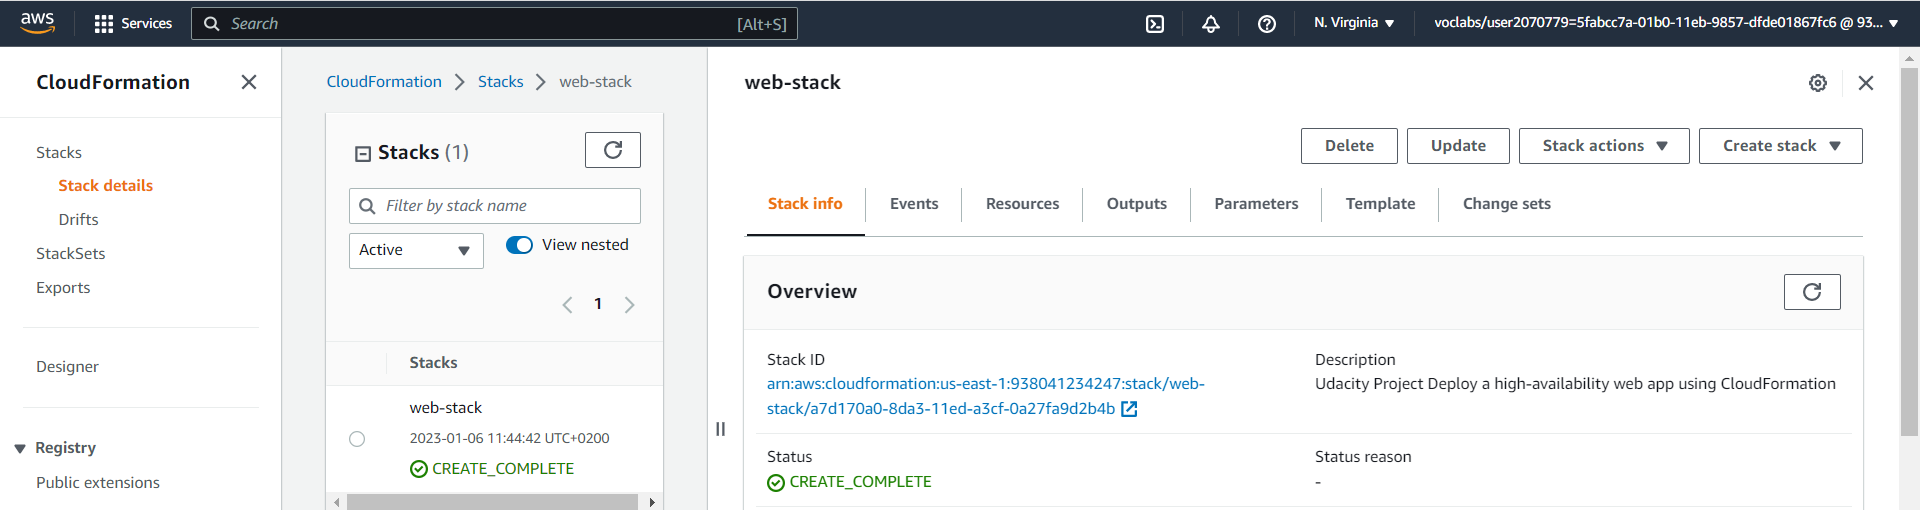 aws
Services
Search
[Alt+S]
N. Virginia
voclabs/user2070779=5fabcc7a-01b0-11eb-9857-dfde01867fc6 @ 93...
CloudFormation
Stacks
Stack details
Drifts
StackSets
Exports
Designer
Registry
Public extensions
CloudFormation
Stacks
web-stack
Stacks (1)
Filter by stack name
Active
View nested
1
Stacks
web-stack
2023-01-06 11:44:42 UTC+0200
CREATE_COMPLETE
web-stack
Delete
Update
Stack actions
Create stack
Stack info
Events
Resources
Outputs
Parameters
Template
Change sets
Overview
Stack ID
arn:aws:cloudformation:us-east-1:938041234247:stack/web-
stack/a7d170a0-8da3-11ed-a3cf-0a27fa9d2b4b
Description
Udacity Project Deploy a high-availability web app using CloudFormation
Status
CREATE_COMPLETE
Status reason
-